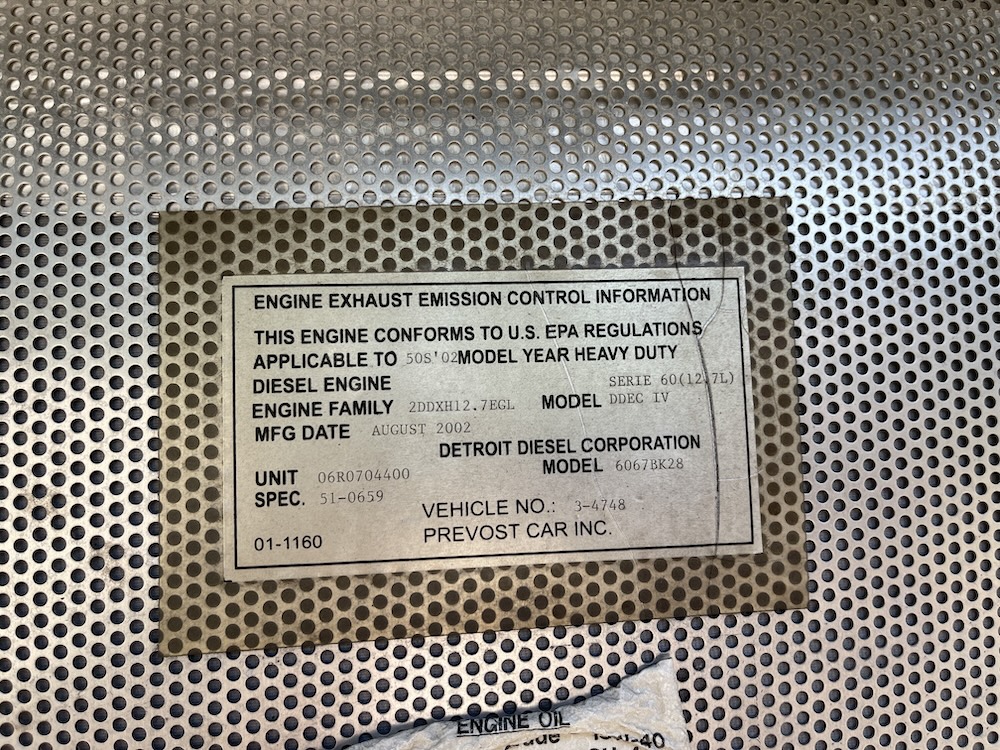 ENGINE EXHAUST EMISSION CONTROL INFORMATION
THIS ENGINE CONFORMS TO U.S. EPA REGULATIONS
APPLICABLE TO 50S'02MODEL YEAR HEAVY DUTY
DIESEL ENGINE SERIE 60(12.7L)
ENGINE FAMILY 2DDXH12.7EGL MODEL DDEC IV
MFG DATE AUGUST 2002
DETROIT DIESEL CORPORATION
MODEL 6067BK28
UNIT 06R0704400
SPEC. 51-0659
VEHICLE NO.: 3-4748
01-1160 PREVOST CAR INC.
ENGINE OIL